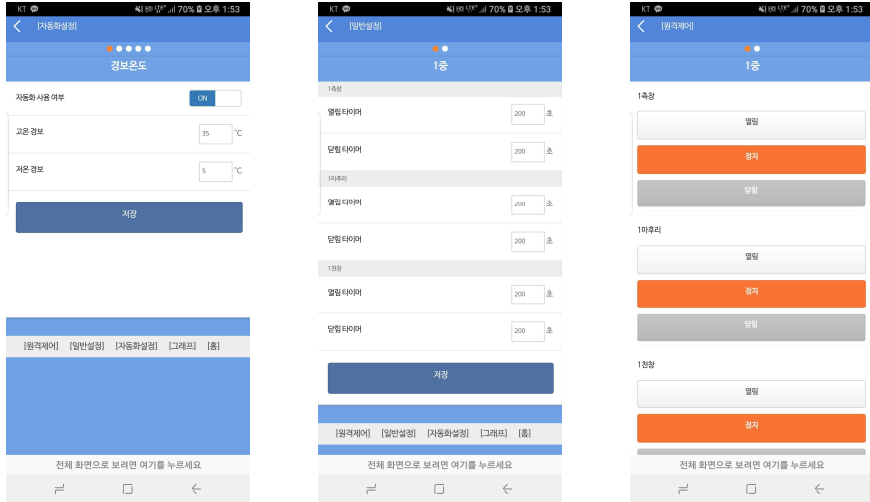 KT 70% 오후 1:53
[자동화설정]
경보온도
자동화 사용 여부 ON
고온 경보 35 °C
저온 경보 5 °C
저장
[원격제어] [일반설정] [자동화설정] [그래프] [홈]
전체 화면으로 보려면 여기를 누르세요
KT 70% 오후 1:53
[일반설정]
1중
1측창
열림 타이머 200 초
닫힘 타이머 200 초
1마후리
열림 타이머 200 초
닫힘 타이머 200 초
1천창
열림 타이머 200 초
닫힘 타이머 200 초
저장
[원격제어] [일반설정] [자동화설정] [그래프] [홈]
전체 화면으로 보려면 여기를 누르세요
KT 70% 오후 1:53
[원격제어]
1중
1측창
열림
정지
닫힘
1마후리
열림
정지
닫힘
1천창
열림
정지
전체 화면으로 보려면 여기를 누르세요